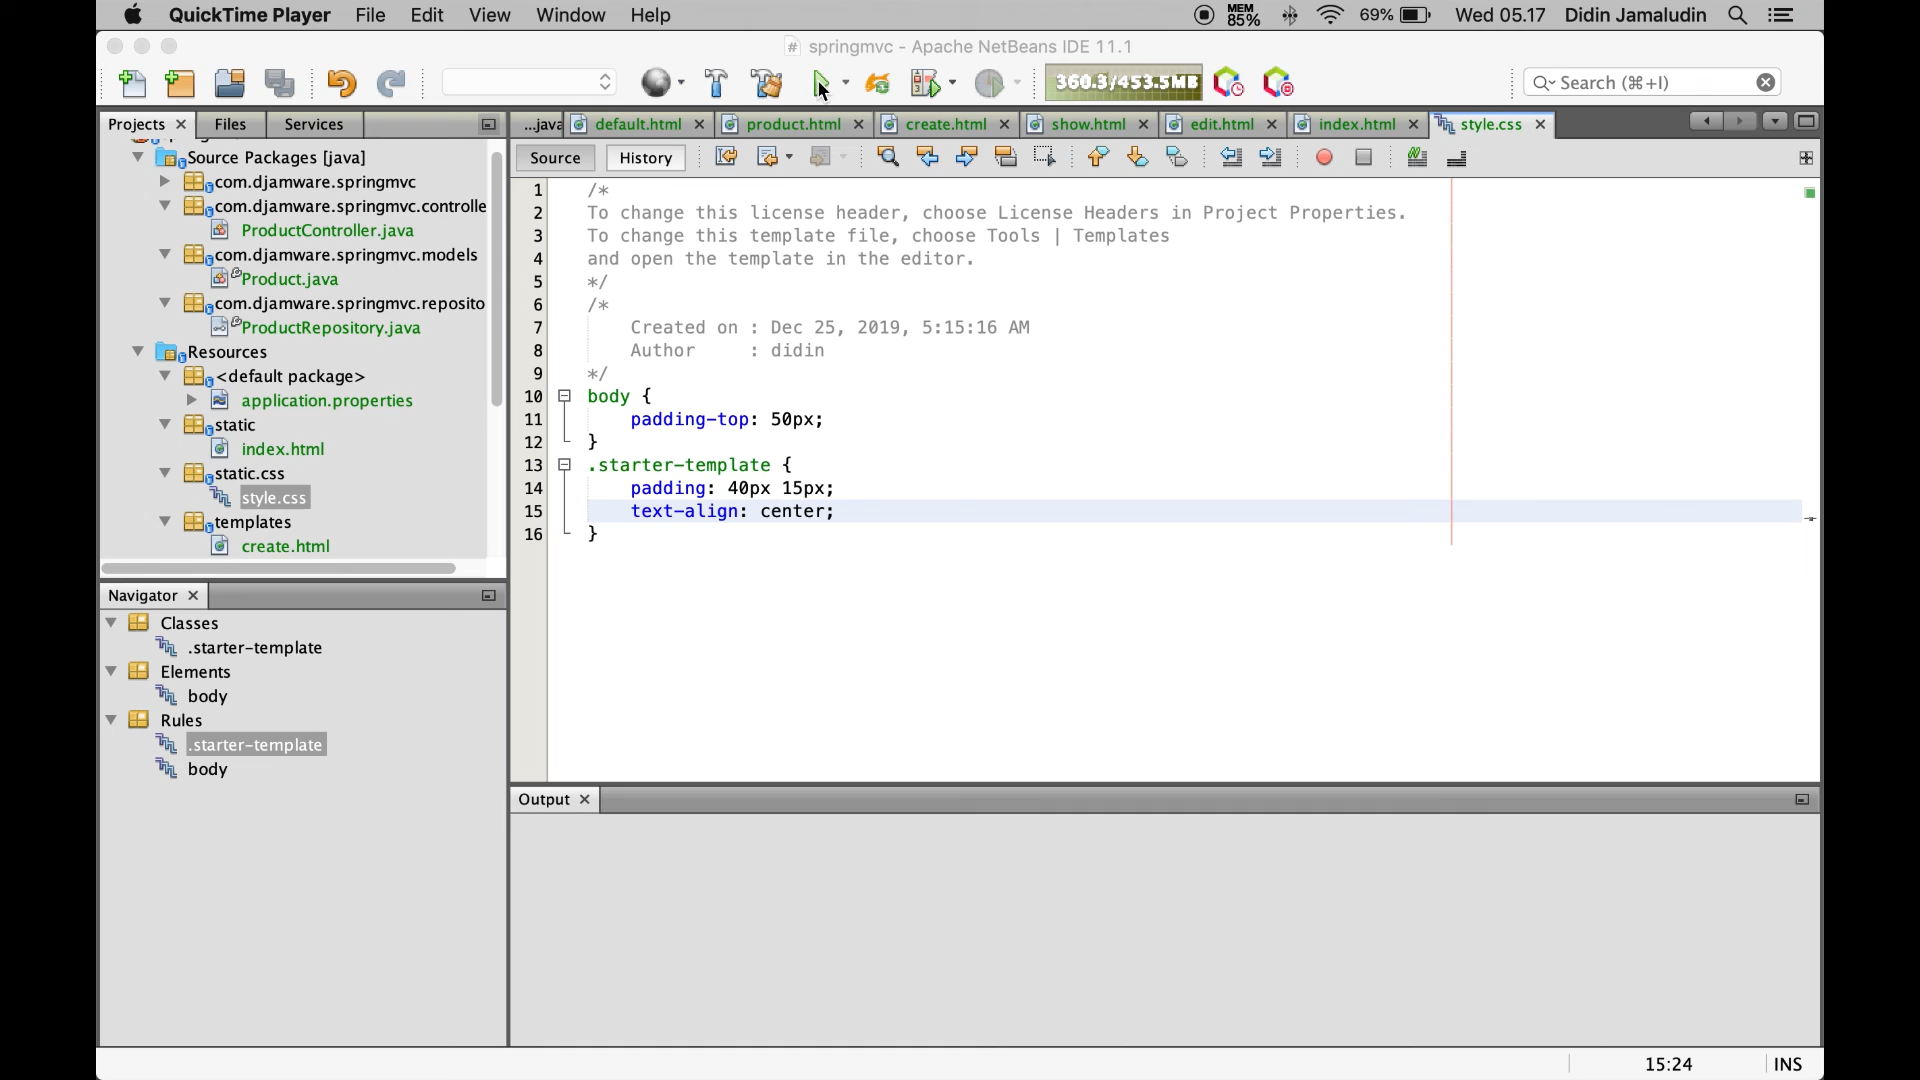 QuickTime Player File Edit View Window Help MEM 85% 69% Wed 05.17 Didin Jamaludin
# springmvc - Apache NetBeans IDE 11.1
360.3/453.5MB Search (⌘+I)
Projects Files Services
...java default.html product.html create.html show.html edit.html index.html style.css
Source History
Source Packages [java]
com.djamware.springmvc
com.djamware.springmvc.controlle
ProductController.java
com.djamware.springmvc.models
Product.java
com.djamware.springmvc.reposito
ProductRepository.java
Resources
<default package>
application.properties
static
index.html
static.css
style.css
templates
create.html
1 /*
2 To change this license header, choose License Headers in Project Properties.
3 To change this template file, choose Tools | Templates
4 and open the template in the editor.
5 */
6 /*
7 Created on : Dec 25, 2019, 5:15:16 AM
8 Author : didin
9 */
10 body {
11 padding-top: 50px;
12 }
13 .starter-template {
14 padding: 40px 15px;
15 text-align: center;
16 }
Navigator
Classes
.starter-template
Elements
body
Rules
.starter-template
body
Output
15:24 INS